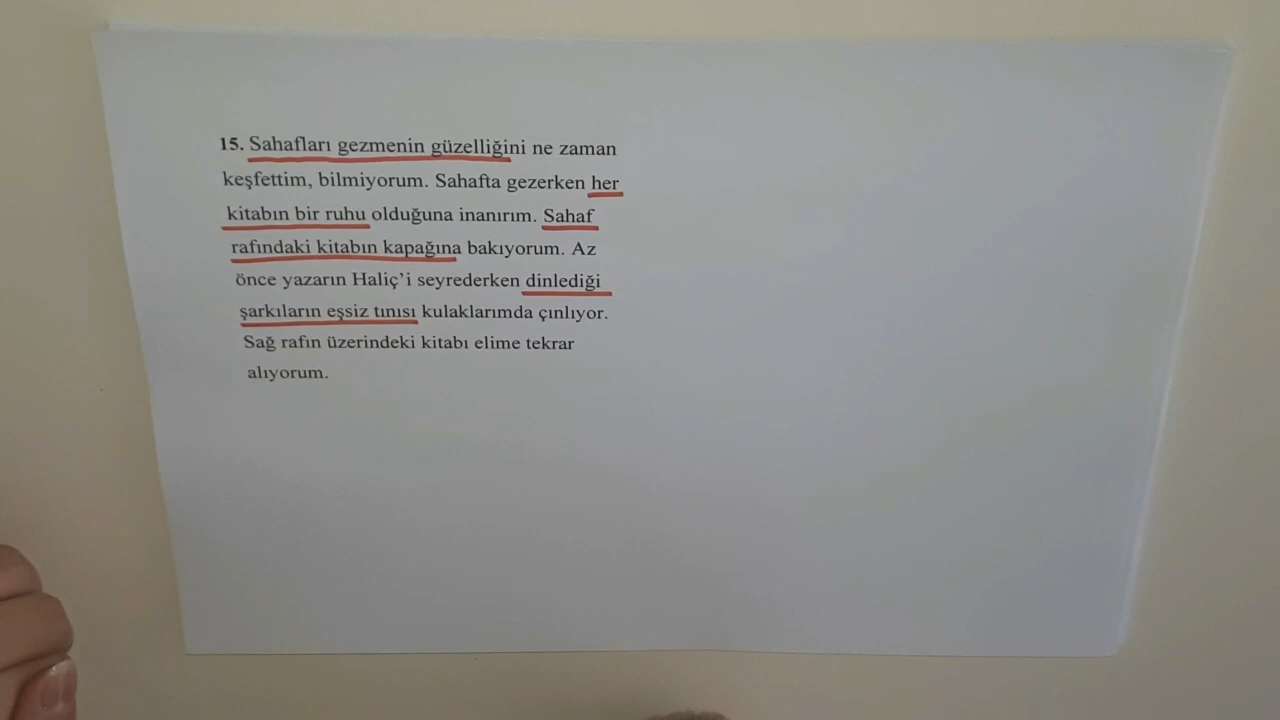 15. Sahafları gezmenin güzelliğini ne zaman
keşfettim, bilmiyorum. Sahafta gezerken her
kitabın bir ruhu olduğuna inanırım. Sahaf
rafındaki kitabın kapağına bakıyorum. Az
önce yazarın Haliç’i seyrederken dinlediği
şarkıların eşsiz tınısı kulaklarımda çınlıyor.
Sağ rafın üzerindeki kitabı elime tekrar
alıyorum.